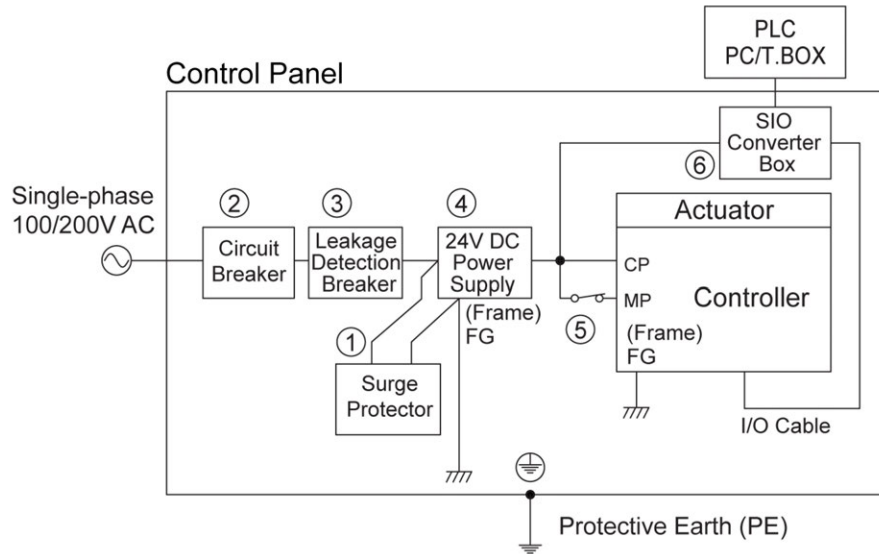 PLC
PC/T.BOX
Control Panel
SIO
Converter
Box
⑥
Single-phase
100/200V AC
②
Circuit
Breaker
③
Leakage
Detection
Breaker
④
24V DC
Power
Supply
(Frame)
FG
Actuator
CP
MP
Controller
(Frame)
FG
⑤
①
Surge
Protector
I/O Cable
Protective Earth (PE)